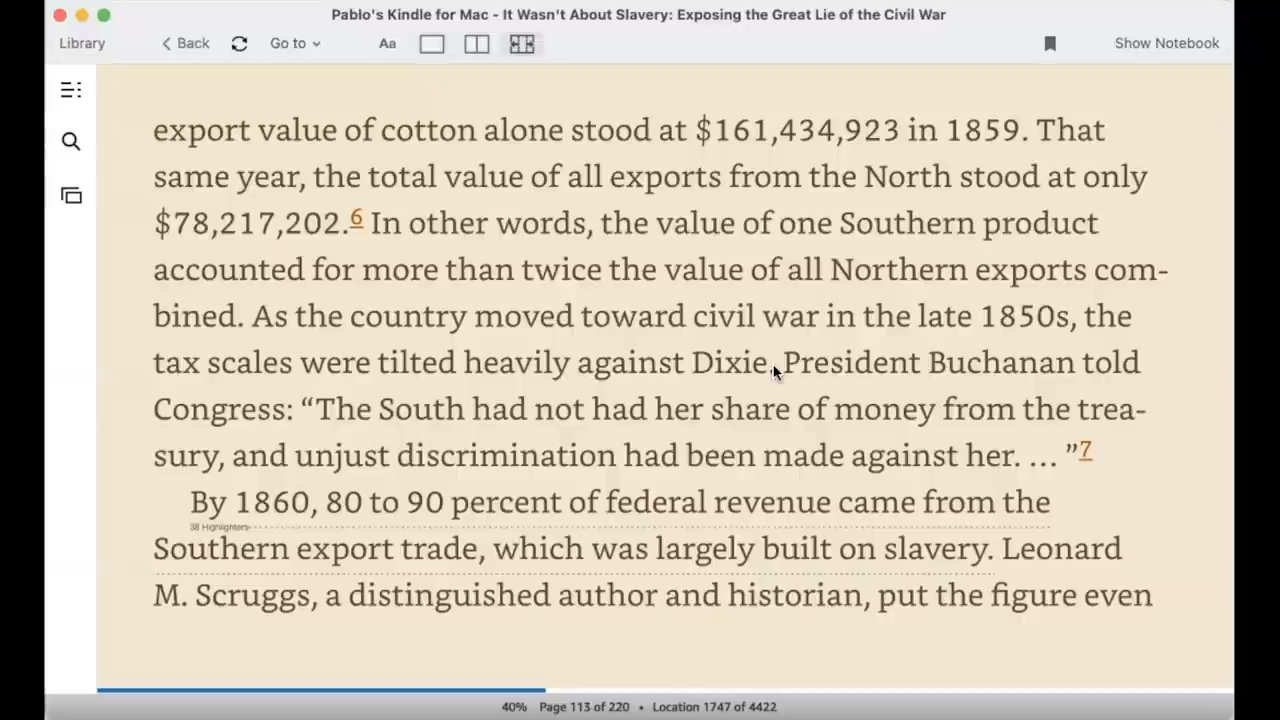 Pablo's Kindle for Mac - It Wasn't About Slavery: Exposing the Great Lie of the Civil War
Library Back Go to Aa Show Notebook
export value of cotton alone stood at $161,434,923 in 1859. That
same year, the total value of all exports from the North stood at only
$78,217,202.6 In other words, the value of one Southern product
accounted for more than twice the value of all Northern exports com-
bined. As the country moved toward civil war in the late 1850s, the
tax scales were tilted heavily against Dixie. President Buchanan told
Congress: “The South had not had her share of money from the trea-
sury, and unjust discrimination had been made against her. … ”7
By 1860, 80 to 90 percent of federal revenue came from the
38 Highlighters
Southern export trade, which was largely built on slavery. Leonard
M. Scruggs, a distinguished author and historian, put the figure even
40% Page 113 of 220 • Location 1747 of 4422